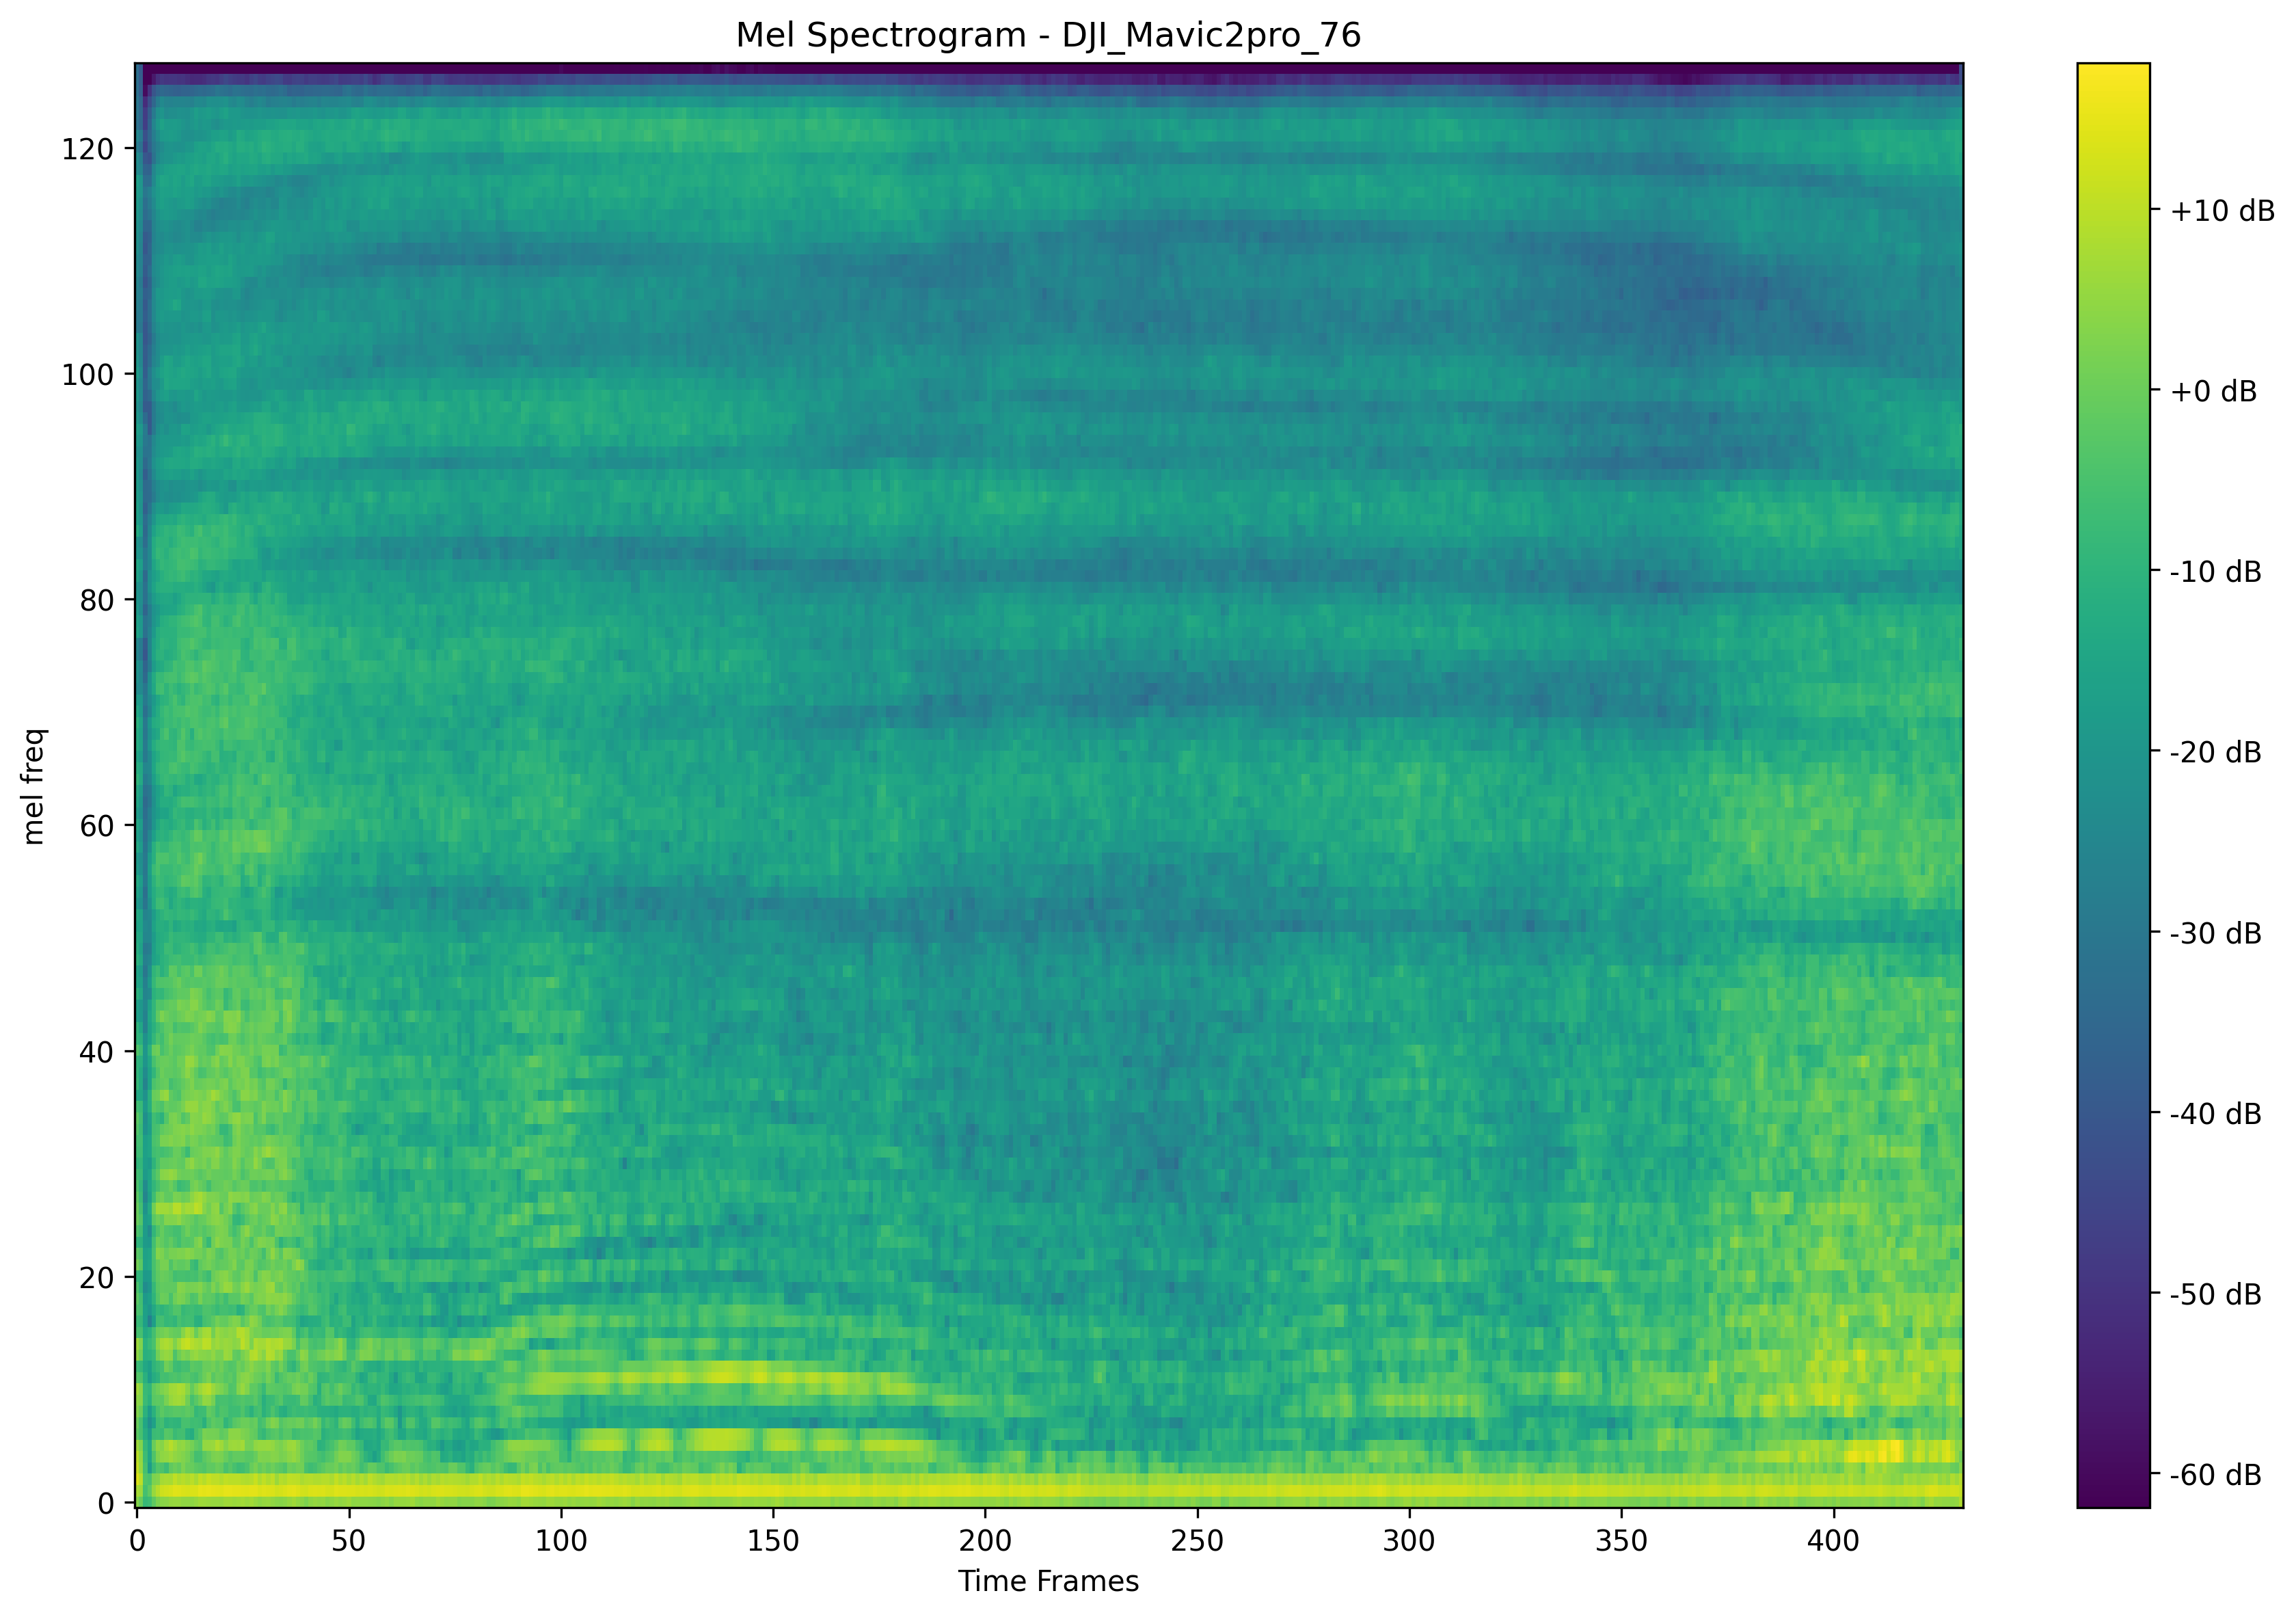 Mel Spectrogram - DJI_Mavic2pro_76
mel freq
120
100
80
60
40
20
0
0 50 100 150 200 250 300 350 400
Time Frames
+10 dB
+0 dB
-10 dB
-20 dB
-30 dB
-40 dB
-50 dB
-60 dB